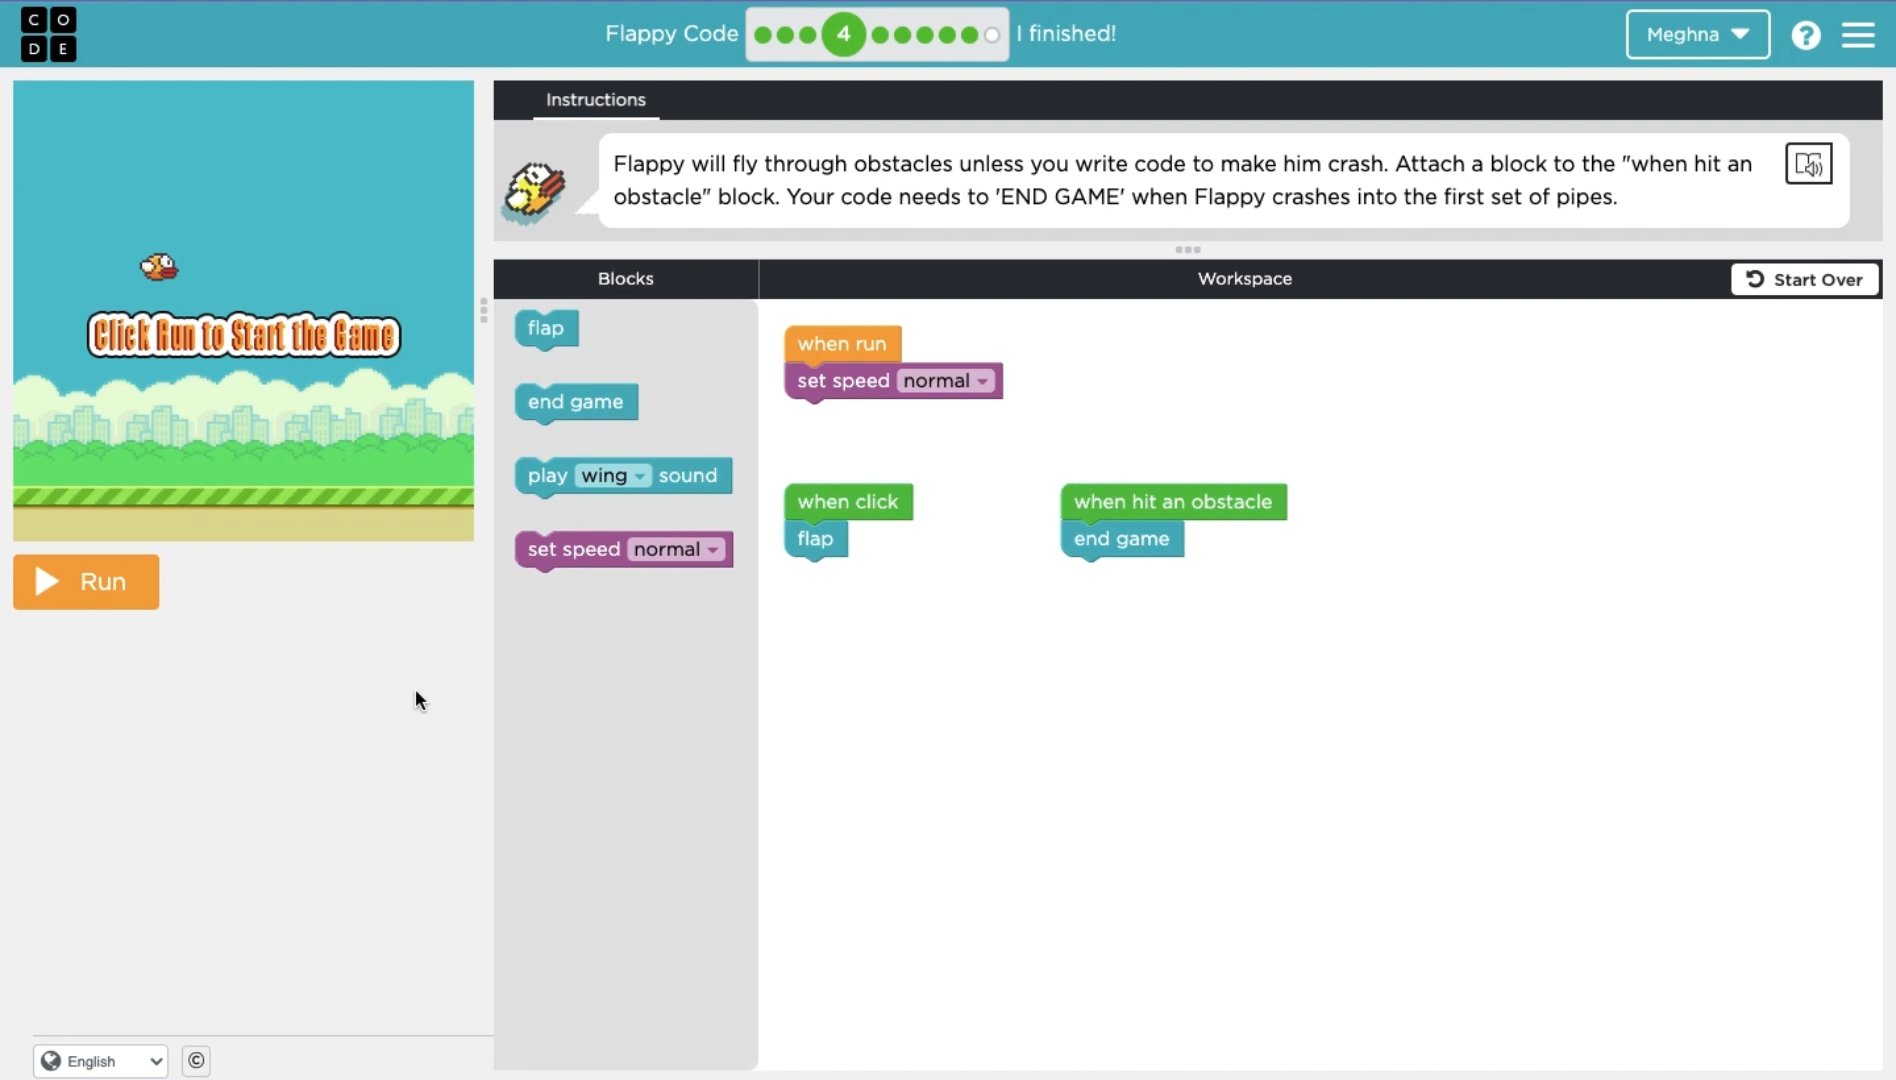 C O
D E
Flappy Code
4
I finished!
Meghna
?
Instructions
Flappy will fly through obstacles unless you write code to make him crash. Attach a block to the "when hit an
obstacle" block. Your code needs to 'END GAME' when Flappy crashes into the first set of pipes.
Click Run to Start the Game
Run
Blocks
Workspace
Start Over
flap
end game
play wing sound
set speed normal
when run
set speed normal
when click
flap
when hit an obstacle
end game
English
©